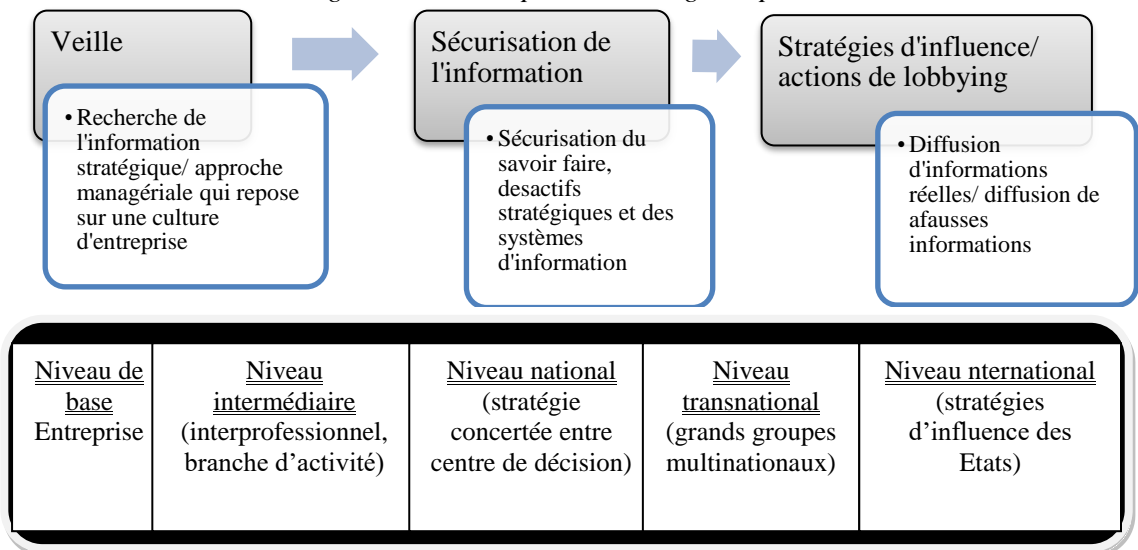 Veille
Sécurisation de
l'information
Stratégies d'influence/
actions de lobbying
• Recherche de
l'information
stratégique/ approche
managériale qui repose
sur une culture
d'entreprise
• Sécurisation du
savoir faire,
desactifs
stratégiques et des
systèmes
d'information
• Diffusion
d'informations
réelles/ diffusion de
afausses
informations
Niveau de
base
Entreprise
Niveau
intermédiaire
(interprofessionnel,
branche d'activité)
Niveau national
(stratégie
concertée entre
centre de décision)
Niveau
transnational
(grands groupes
multinationaux)
Niveau nternational
(stratégies
d’influence des
Etats)